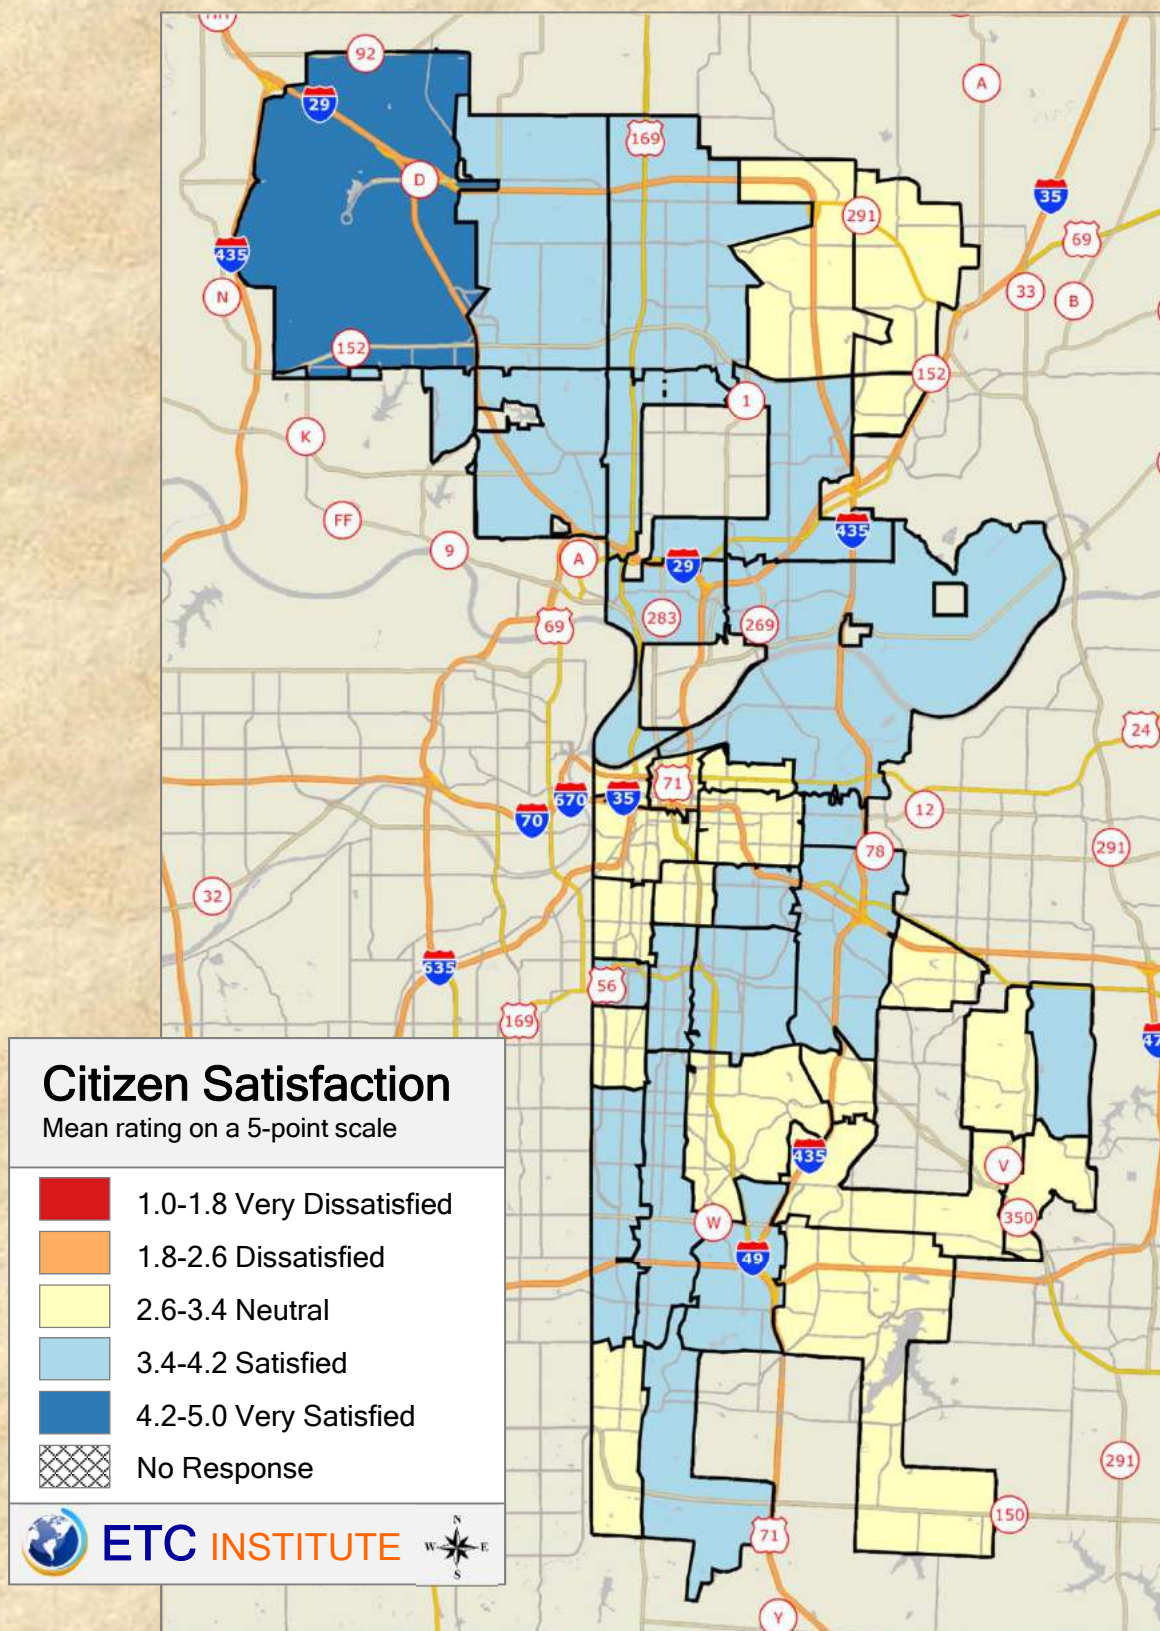 92
A
29
169
D
35
291
69
435
N
33
B
152
152
1
K
FF
435
9
A
29
283
269
69
24
71
670
35
70
12
78
291
32
635
56
169
47
Citizen Satisfaction
Mean rating on a 5-point scale
435
V
W
350
49
1.0-1.8 Very Dissatisfied
1.8-2.6 Dissatisfied
2.6-3.4 Neutral
3.4-4.2 Satisfied
4.2-5.0 Very Satisfied
No Response
291
150
71
ETC INSTITUTE
N
W E
S
Y